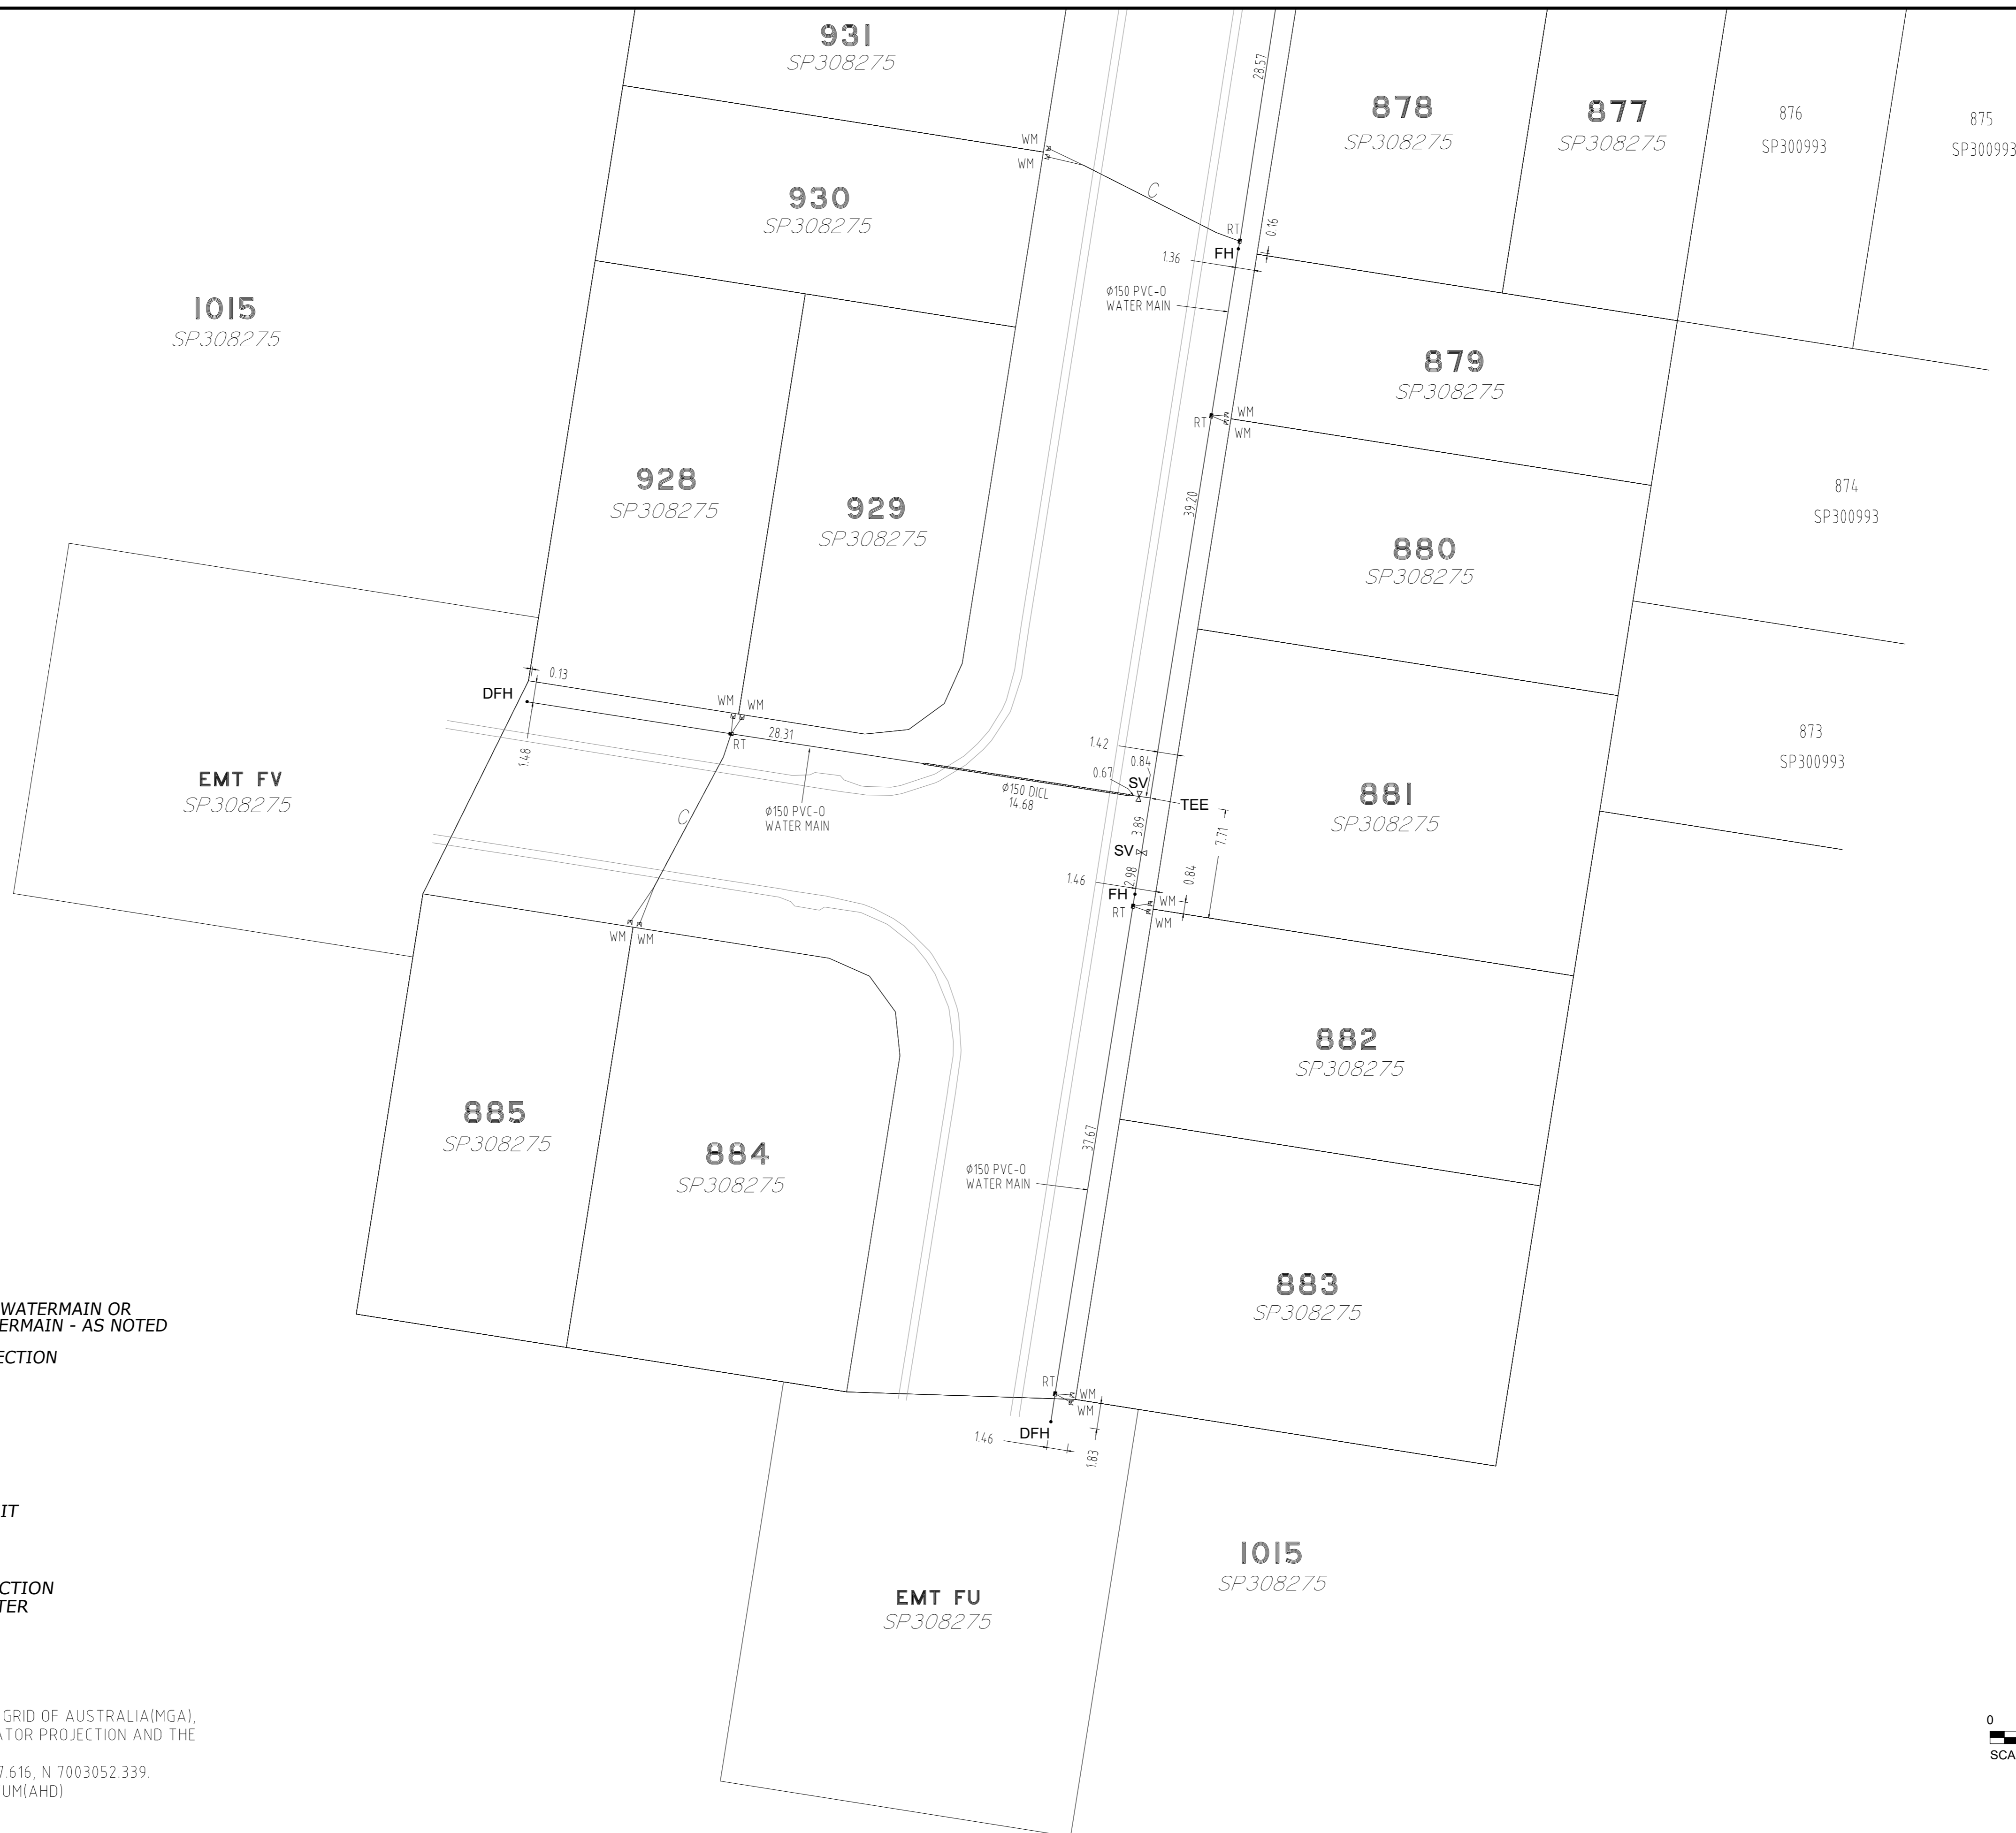 931
SP308275
28.57
878
SP308275
877
SP308275
876
SP300993
875
SP300993
WM
WM
930
SP308275
C
RT
FH
0.16
1.36
Ø150 PVC-O
WATER MAIN
1015
SP308275
879
SP308275
RT
WM
WM
928
SP308275
929
SP308275
39.20
874
SP300993
880
SP308275
0.13
DFH
WM
WM
RT
28.31
1.48
873
SP300993
EMT FV
SP308275
1.42
0.84
0.67
SV
Ø150 DICL
14.68
TEE
881
SP308275
Ø150 PVC-O
WATER MAIN
C
3.89
7.71
SV
2.98
1.46
0.84
FH
WM
RT
WM
WM
WM
882
SP308275
885
SP308275
884
SP308275
37.67
Ø150 PVC-O
WATER MAIN
883
SP308275
WATERMAIN OR
ERMAIN - AS NOTED
ECTION
RT
WM
WM
DFH
1.46
1.83
IT
1015
SP308275
CTION
TER
EMT FU
SP308275
GRID OF AUSTRALIA(MGA),
ATOR PROJECTION AND THE
7.616, N 7003052.339.
UM(AHD)
0
SCA